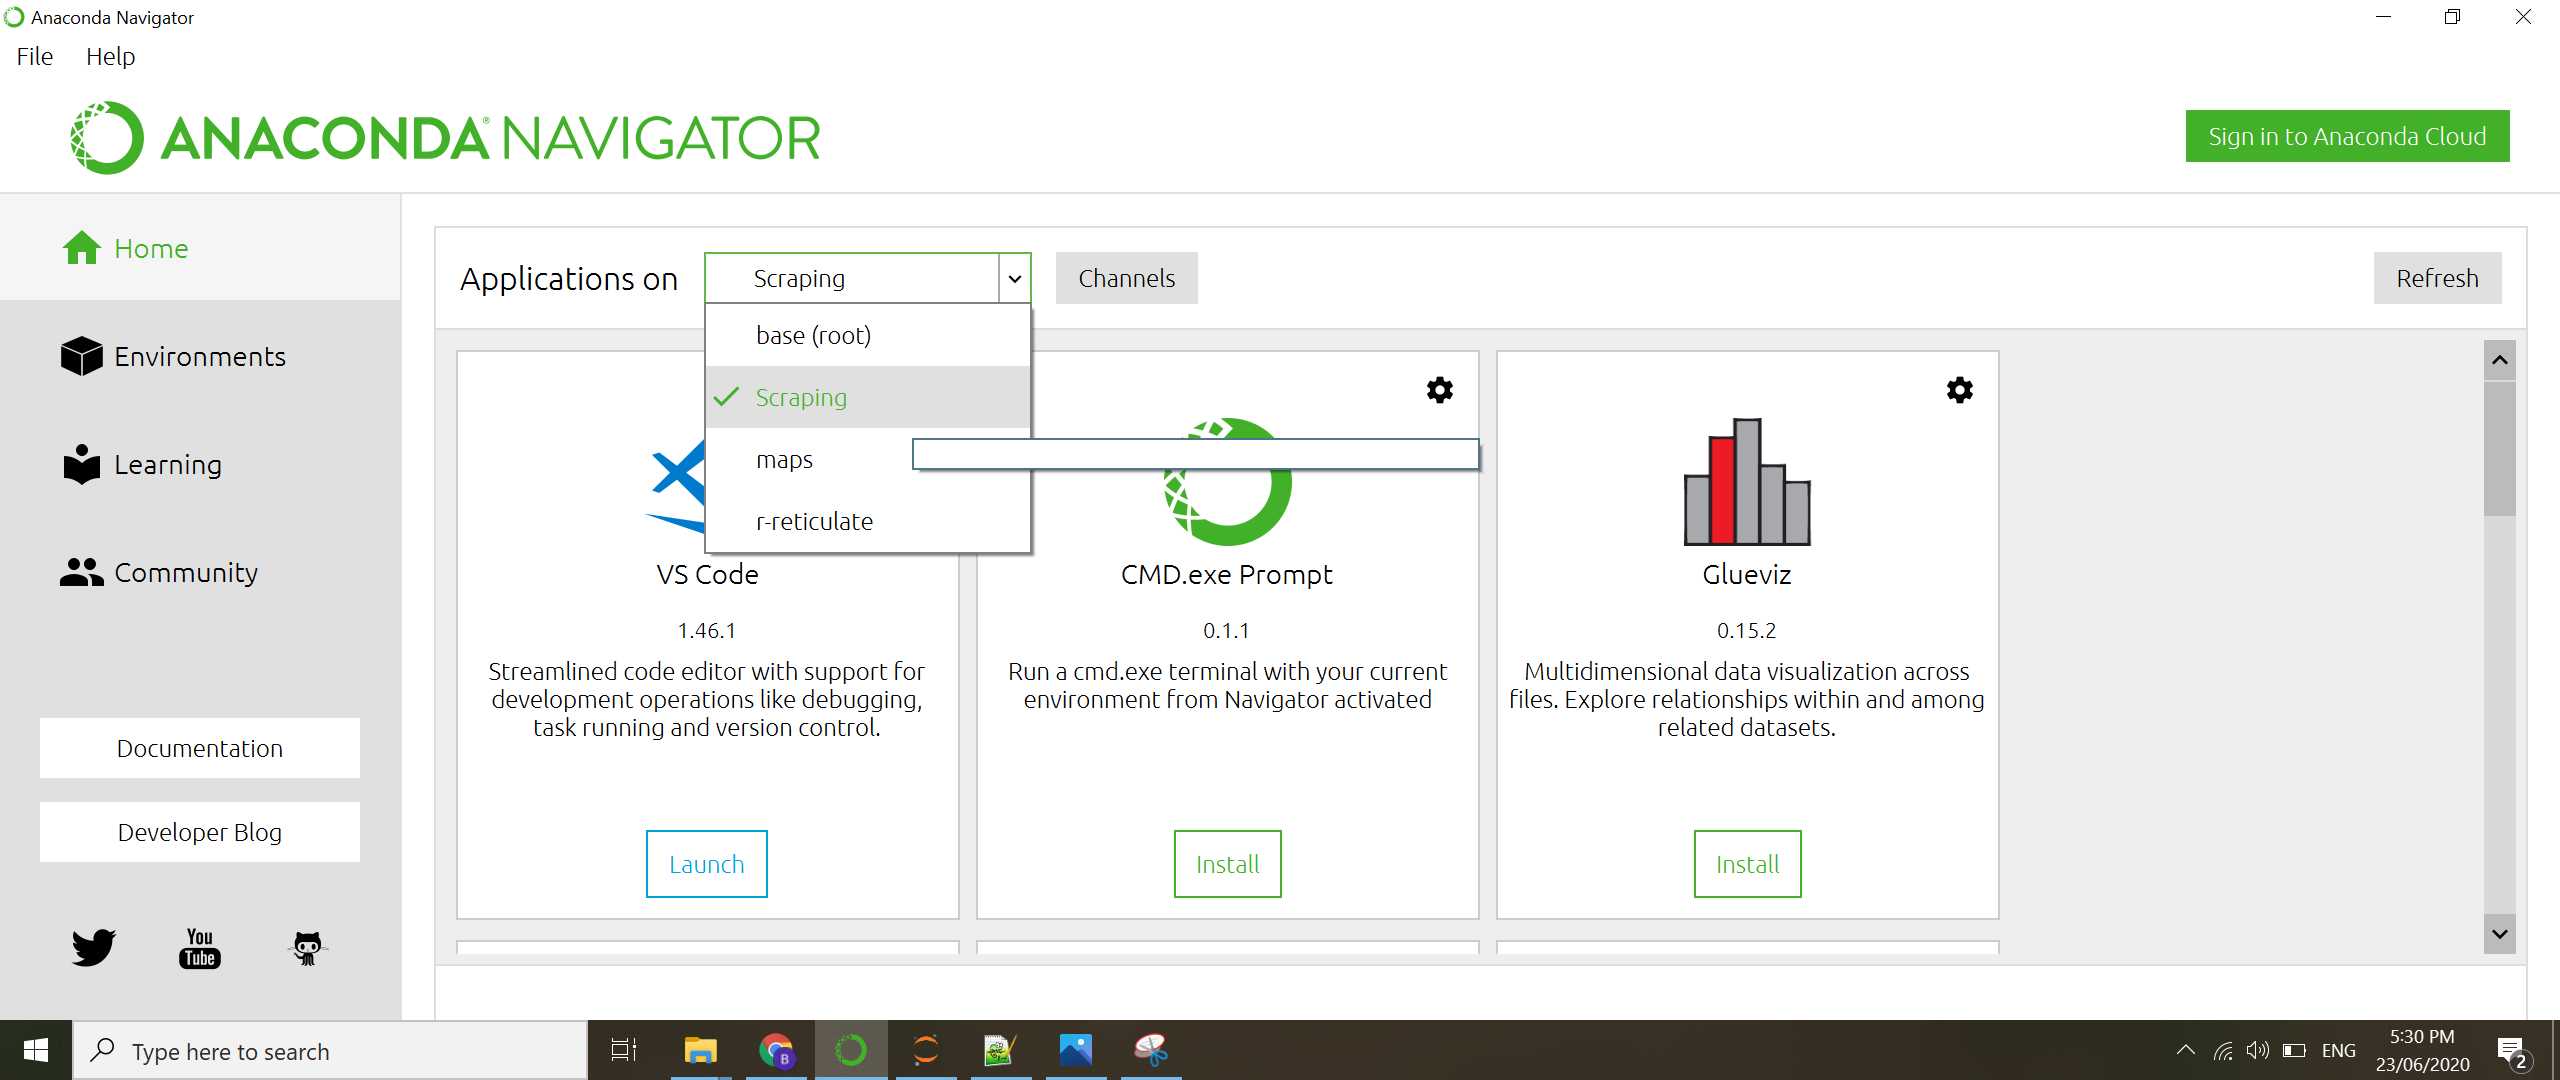 Anaconda Navigator
File Help
ANACONDA® NAVIGATOR
Sign in to Anaconda Cloud
Home
Environments
Learning
Community
Documentation
Developer Blog
You
Tube
Applications on
Scraping
Channels
Refresh
base (root)
Scraping
maps
r-reticulate
VS Code
1.46.1
Streamlined code editor with support for
development operations like debugging,
task running and version control.
Launch
CMD.exe Prompt
0.1.1
Run a cmd.exe terminal with your current
environment from Navigator activated
Install
Glueviz
0.15.2
Multidimensional data visualization across
files. Explore relationships within and among
related datasets.
Install
Type here to search
B
ENG
5:30 PM
23/06/2020
2